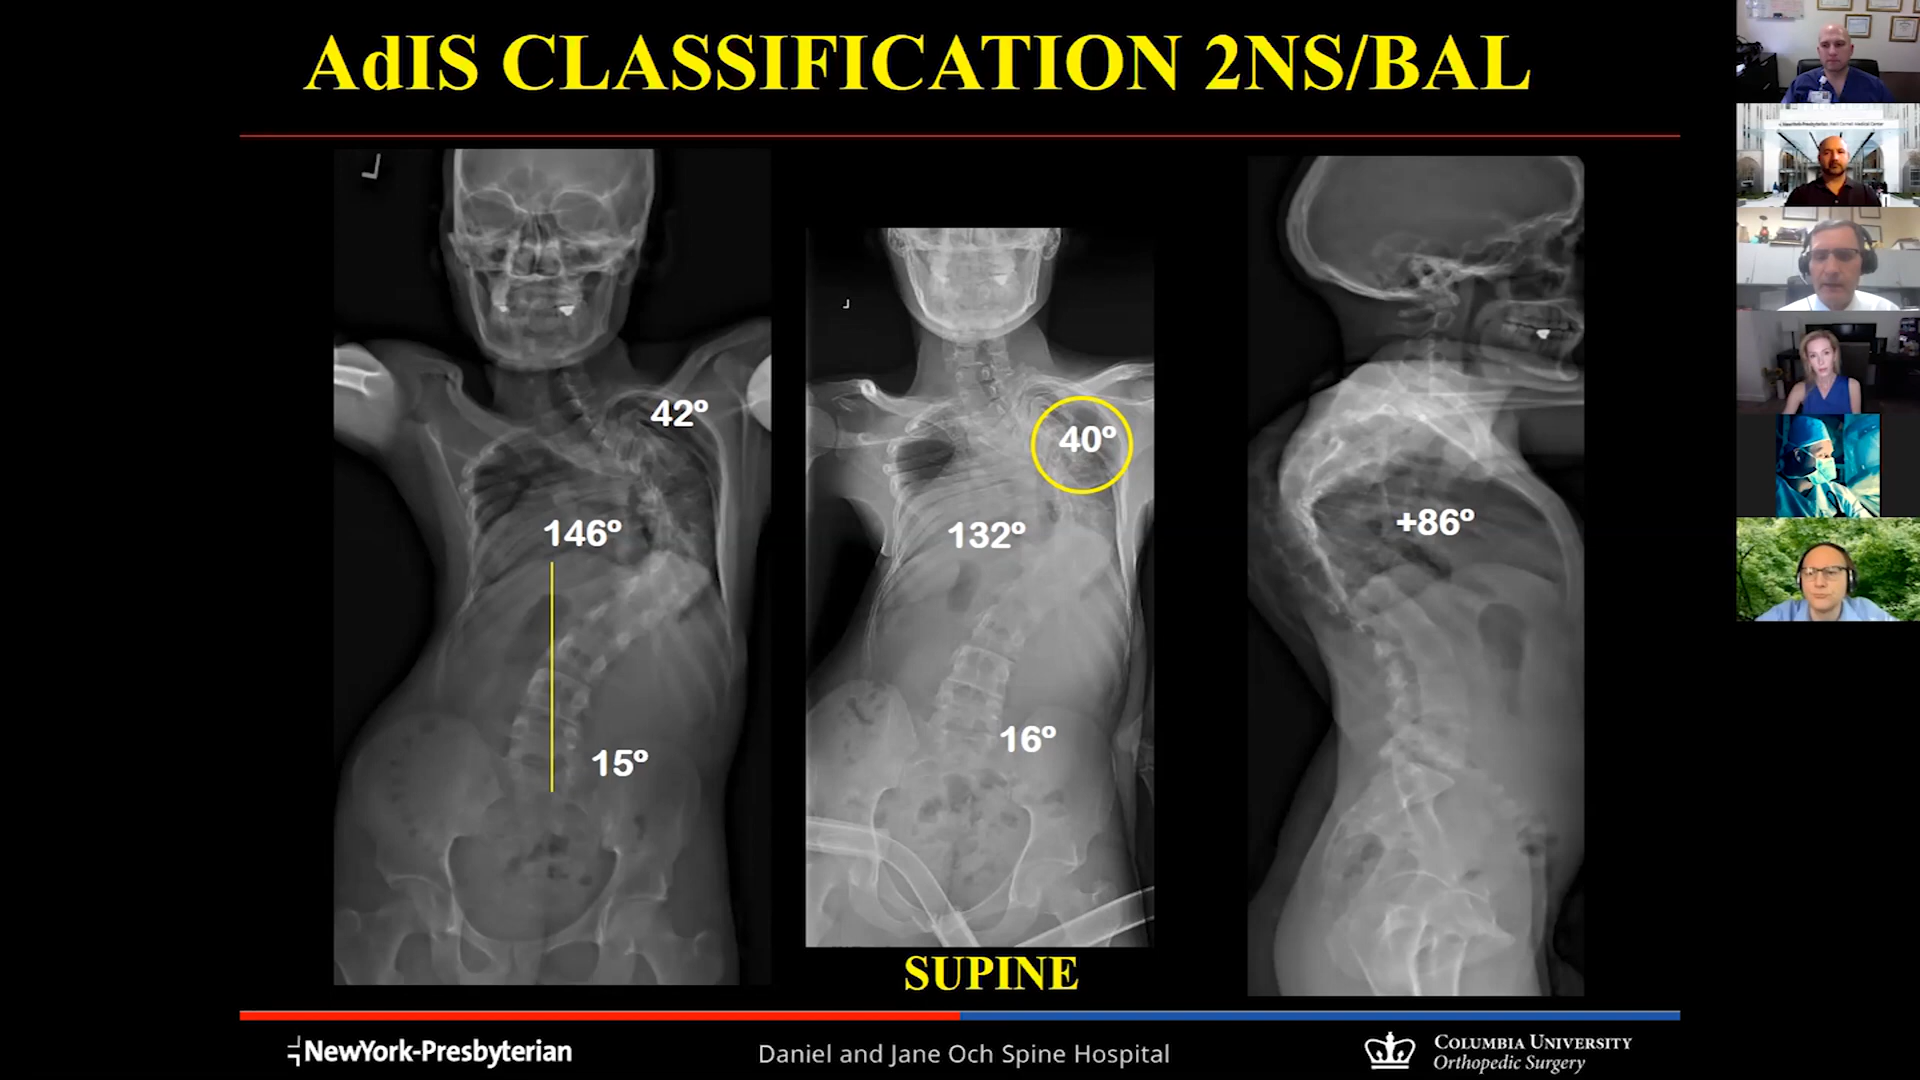 AdIS CLASSIFICATION 2NS/BAL
42º
146º
15º
40º
132º
16º
+86º
SUPINE
NewYork-Presbyterian
Daniel and Jane Och Spine Hospital
COLUMBIA UNIVERSITY
Orthopedic Surgery